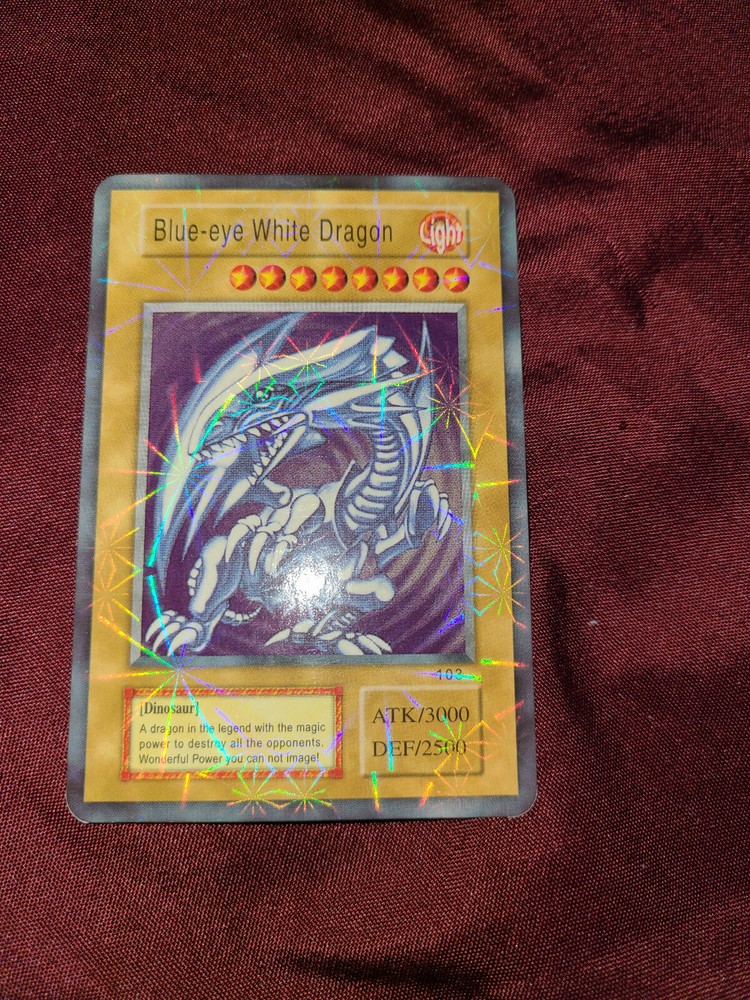 Blue-eye White Dragon
Light
103
[Dinosaur]
A dragon in the legend with the magic
power to destroy all the opponents.
Wonderful Power you can not image!
ATK/3000
DEF/2500